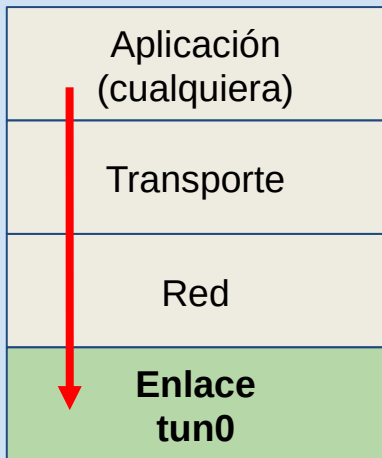 Aplicación
(cualquiera)
Transporte
Red
Enlace
tun0